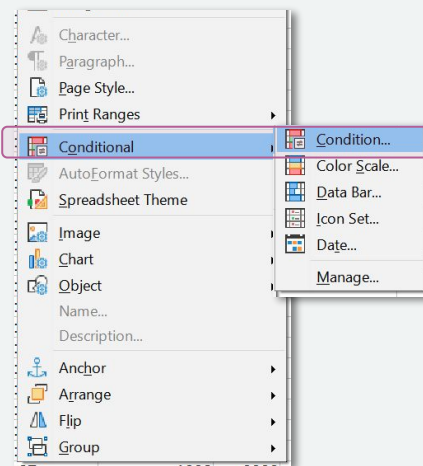 Character...
Paragraph...
Page Style...
Print Ranges
Conditional
AutoFormat Styles...
Spreadsheet Theme
Image
Chart
Object
Name...
Description...
Anchor
Arrange
Flip
Group
Condition...
Color Scale...
Data Bar...
Icon Set...
Date...
Manage...